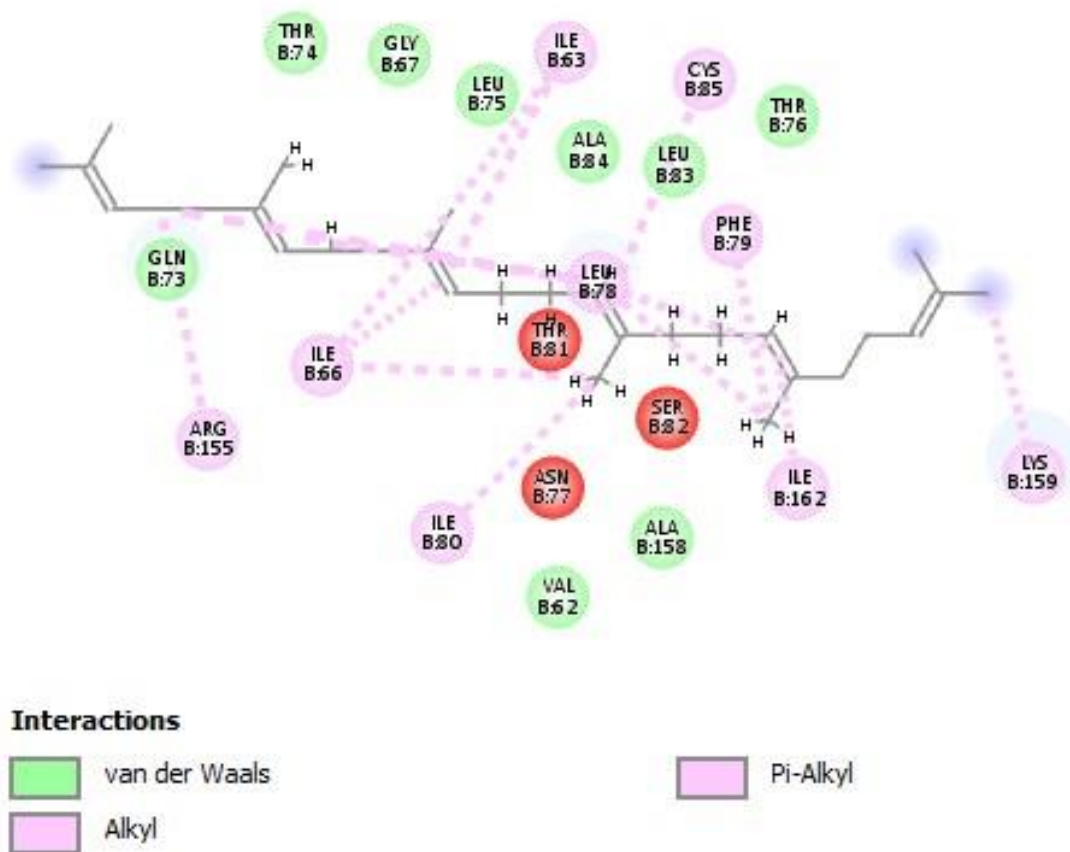 THR
B:74
GLY
B:67
ILE
B:63
LEU
B:75
CYS
B:85
THR
B:76
ALA
B:84
LEU
B:83
H
H
PHE
B:79
H
GLN
B:73
LEU
B:78
H
H
H
H
H
H
THR
B:81
H
H
H
H
H
ILE
B:66
H
H
H
SER
B:82
H
H
H
ARG
B:155
ASN
B:77
ILE
B:162
LYS
B:159
ILE
B:80
ALA
B:158
VAL
B:62
Interactions
van der Waals
Pi-Alkyl
Alkyl